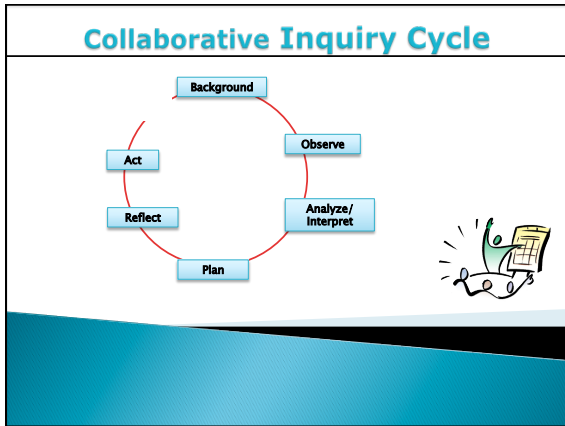 Collaborative Inquiry Cycle
Background
Observe
Analyze/
Interpret
Plan
Reflect
Act